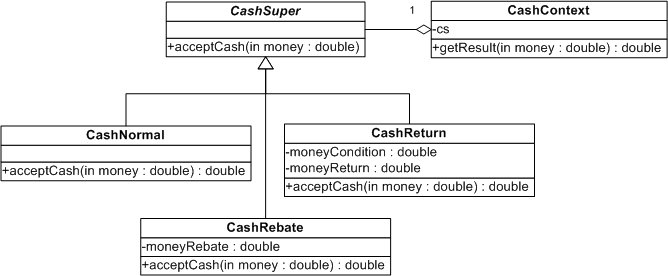 CashSuper
+acceptCash(in money : double)
1
CashContext
-cs
+getResult(in money : double) : double
CashNormal
+acceptCash(in money : double) : double
CashReturn
-moneyCondition : double
-moneyReturn : double
+acceptCash(in money : double) : double
CashRebate
-moneyRebate : double
+acceptCash(in money : double) : double